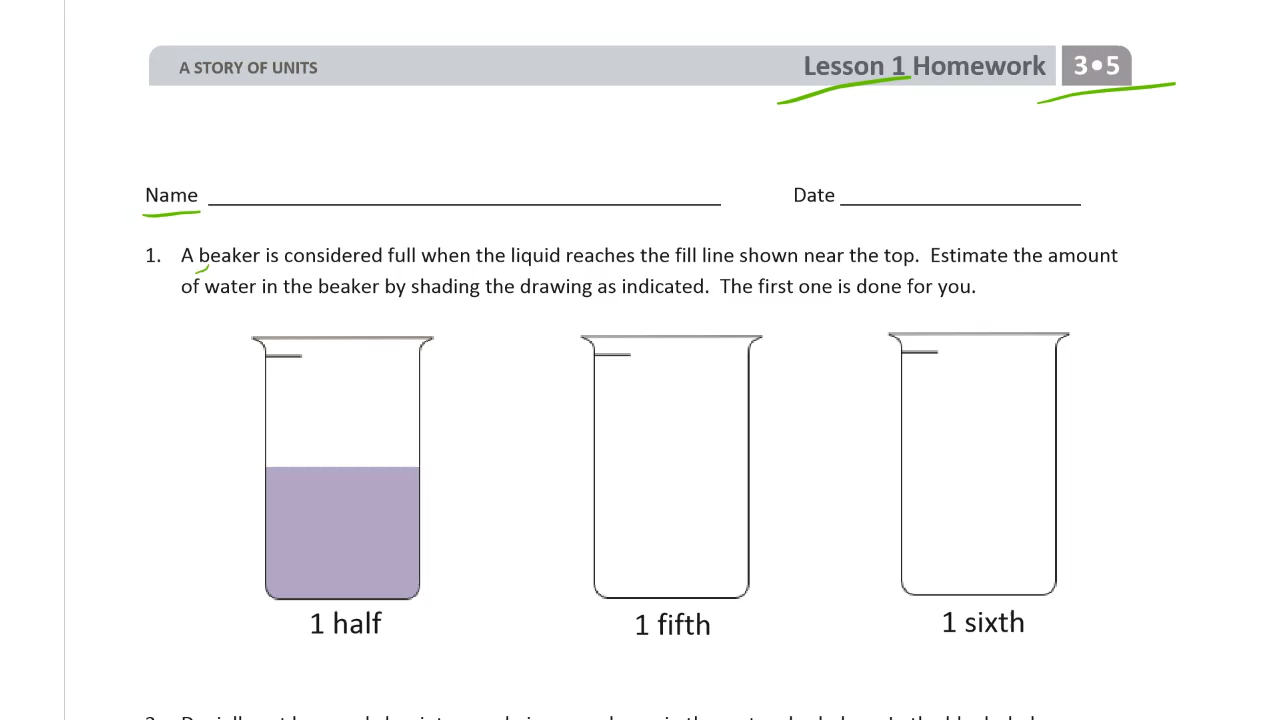 A STORY OF UNITS
Lesson 1 Homework 3•5
Name
Date
1. A beaker is considered full when the liquid reaches the fill line shown near the top. Estimate the amount
of water in the beaker by shading the drawing as indicated. The first one is done for you.
1 half
1 fifth
1 sixth